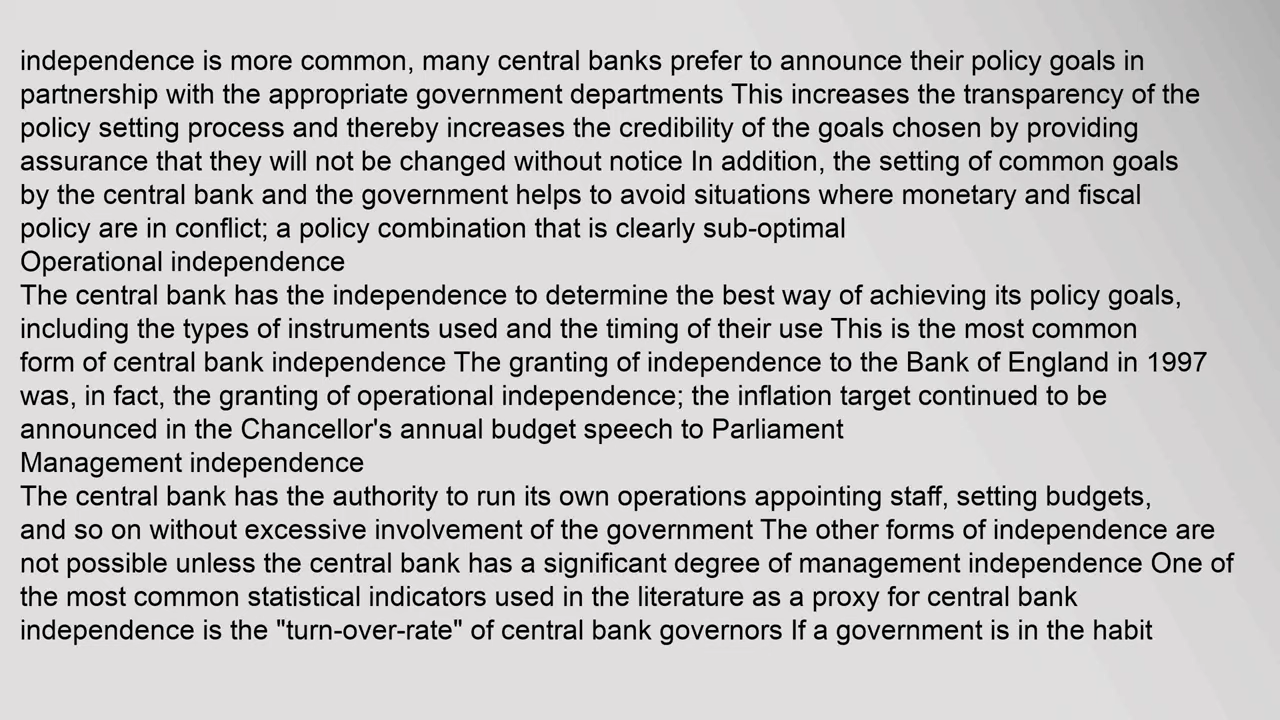 independence is more common, many central banks prefer to announce their policy goals in
partnership with the appropriate government departments This increases the transparency of the
policy setting process and thereby increases the credibility of the goals chosen by providing
assurance that they will not be changed without notice In addition, the setting of common goals
by the central bank and the government helps to avoid situations where monetary and fiscal
policy are in conflict; a policy combination that is clearly sub-optimal
Operational independence
The central bank has the independence to determine the best way of achieving its policy goals,
including the types of instruments used and the timing of their use This is the most common
form of central bank independence The granting of independence to the Bank of England in 1997
was, in fact, the granting of operational independence; the inflation target continued to be
announced in the Chancellor's annual budget speech to Parliament
Management independence
The central bank has the authority to run its own operations appointing staff, setting budgets,
and so on without excessive involvement of the government The other forms of independence are
not possible unless the central bank has a significant degree of management independence One of
the most common statistical indicators used in the literature as a proxy for central bank
independence is the "turn-over-rate" of central bank governors If a government is in the habit